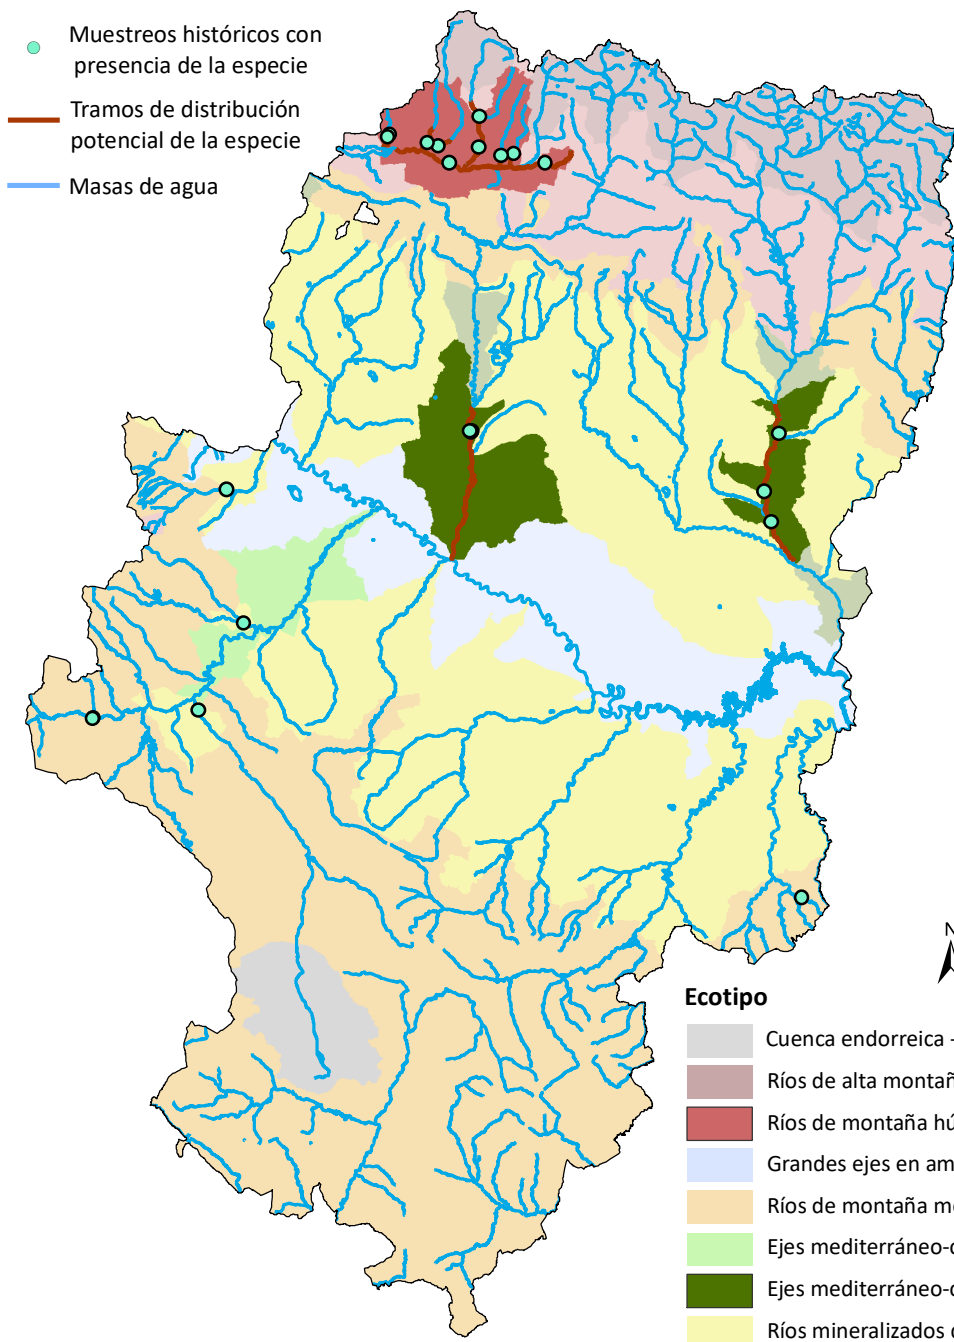 Muestreos históricos con
presencia de la especie
Tramos de distribución
potencial de la especie
Masas de agua
N
Ecotipo
Cuenca endorreica -
Ríos de alta montañ
Ríos de montaña hú
Grandes ejes en am
Ríos de montaña me
Ejes mediterráneo-c
Ejes mediterráneo-c
Ríos mineralizados d